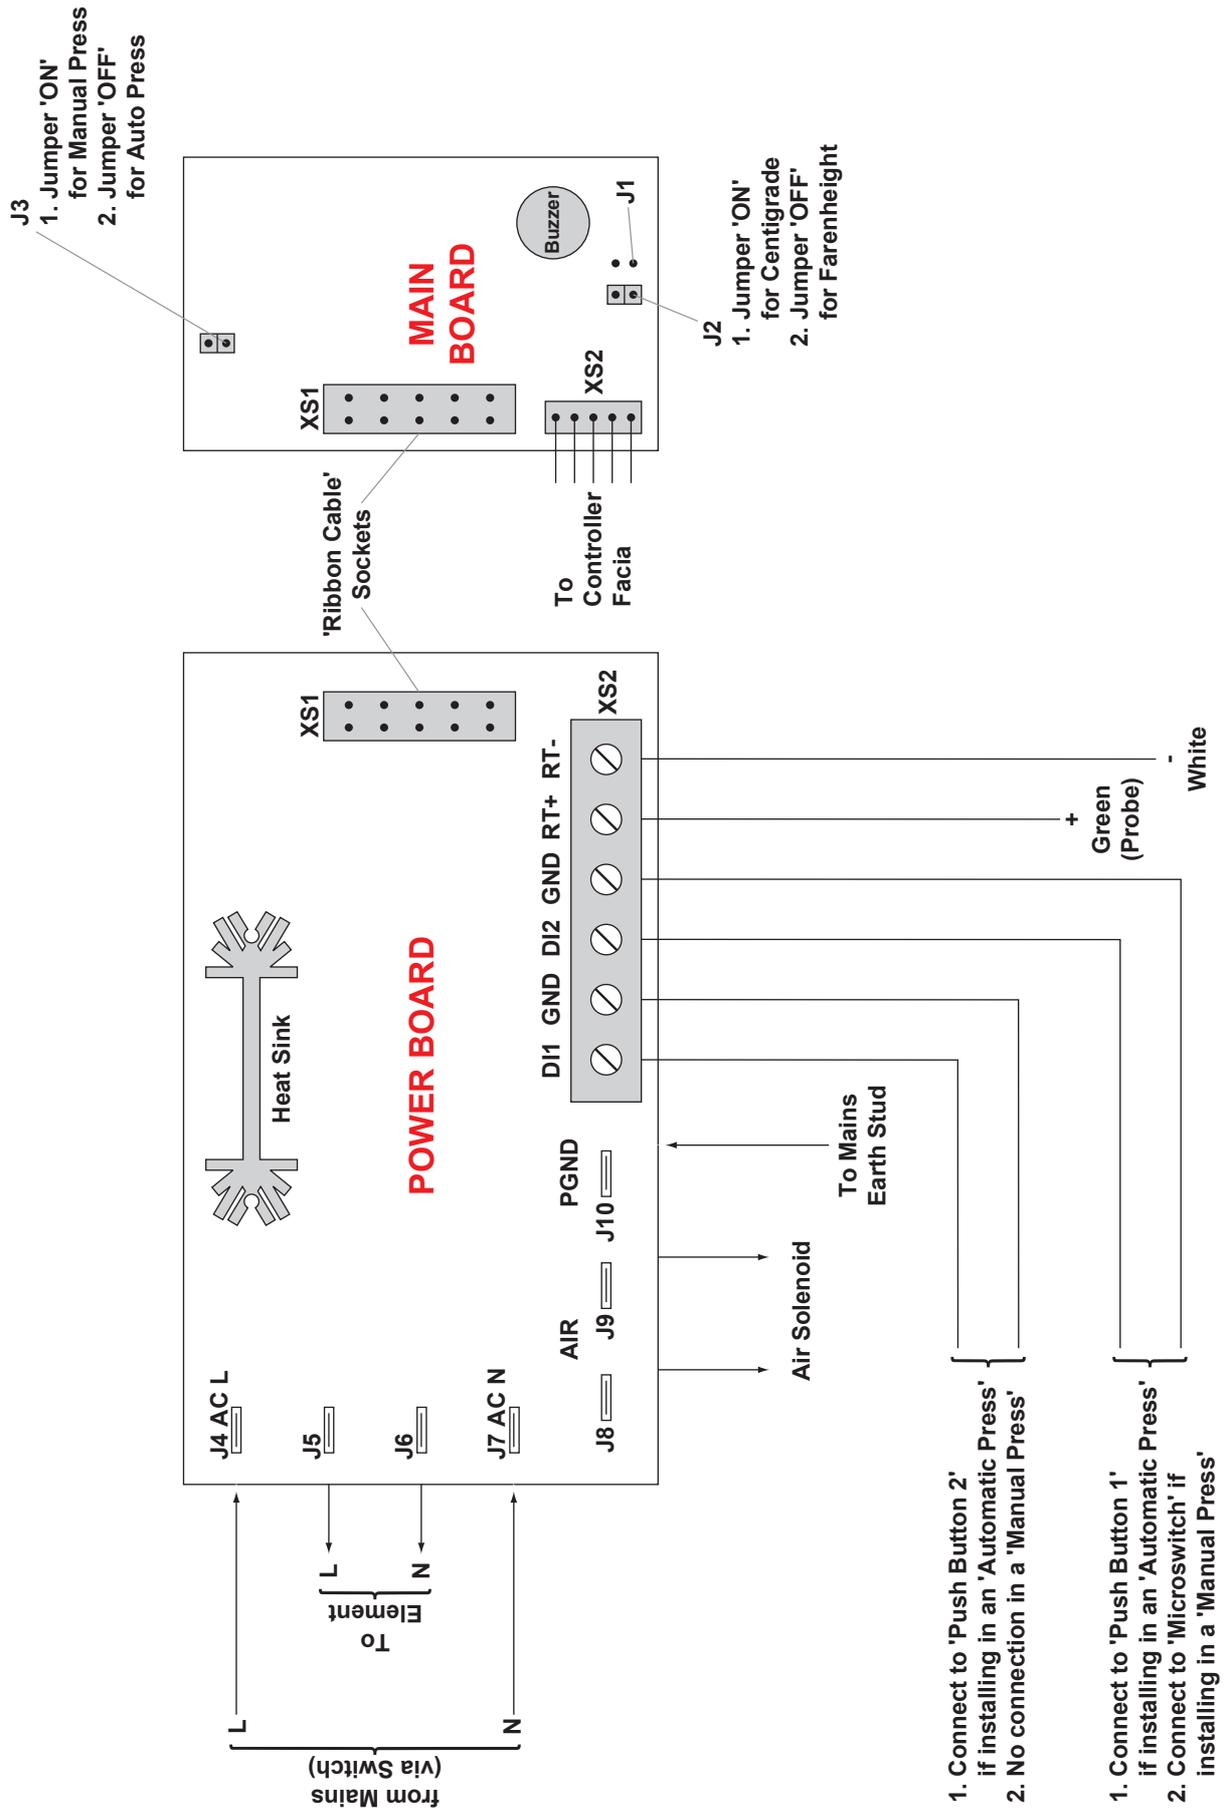 J3
1. Jumper 'ON'
for Manual Press
2. Jumper 'OFF'
for Auto Press
MAIN
BOARD
Buzzer
J1
J2
1. Jumper 'ON'
for Centigrade
2. Jumper 'OFF'
for Farenheight
XS1
XS2
To
Controller
Facia
'Ribbon Cable'
Sockets
XS1
Heat Sink
POWER BOARD
XS2
DI1
GND
DI2
GND
RT+
RT-
J4 AC L
J5
J6
J7 AC N
AIR
PGND
J8
J9
J10
L
N
from Mains
(via Switch)
L
N
To
Element
Air Solenoid
To Mains
Earth Stud
+
Green
(Probe)
-
White
1. Connect to 'Push Button 2'
if installing in an 'Automatic Press'
2. No connection in a 'Manual Press'
1. Connect to 'Push Button 1'
if installing in an 'Automatic Press'
2. Connect to 'Microswitch' if
installing in a 'Manual Press'